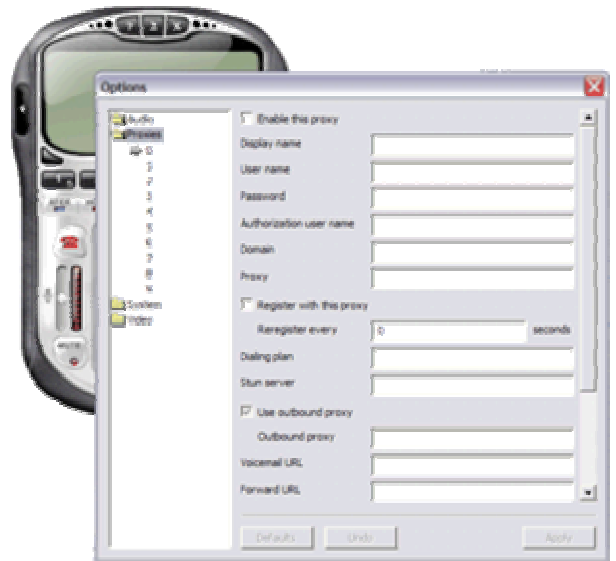 Options
Audio
Proxies
0
1
2
3
4
5
6
7
8
9
System
Video
Enable this proxy
Display name
User name
Password
Authorization user name
Domain
Proxy
Register with this proxy
Reregister every 0 seconds
Dialing plan
Stun server
Use outbound proxy
Outbound proxy
Voicemail URL
Forward URL
Defaults Undo Apply
MUTE